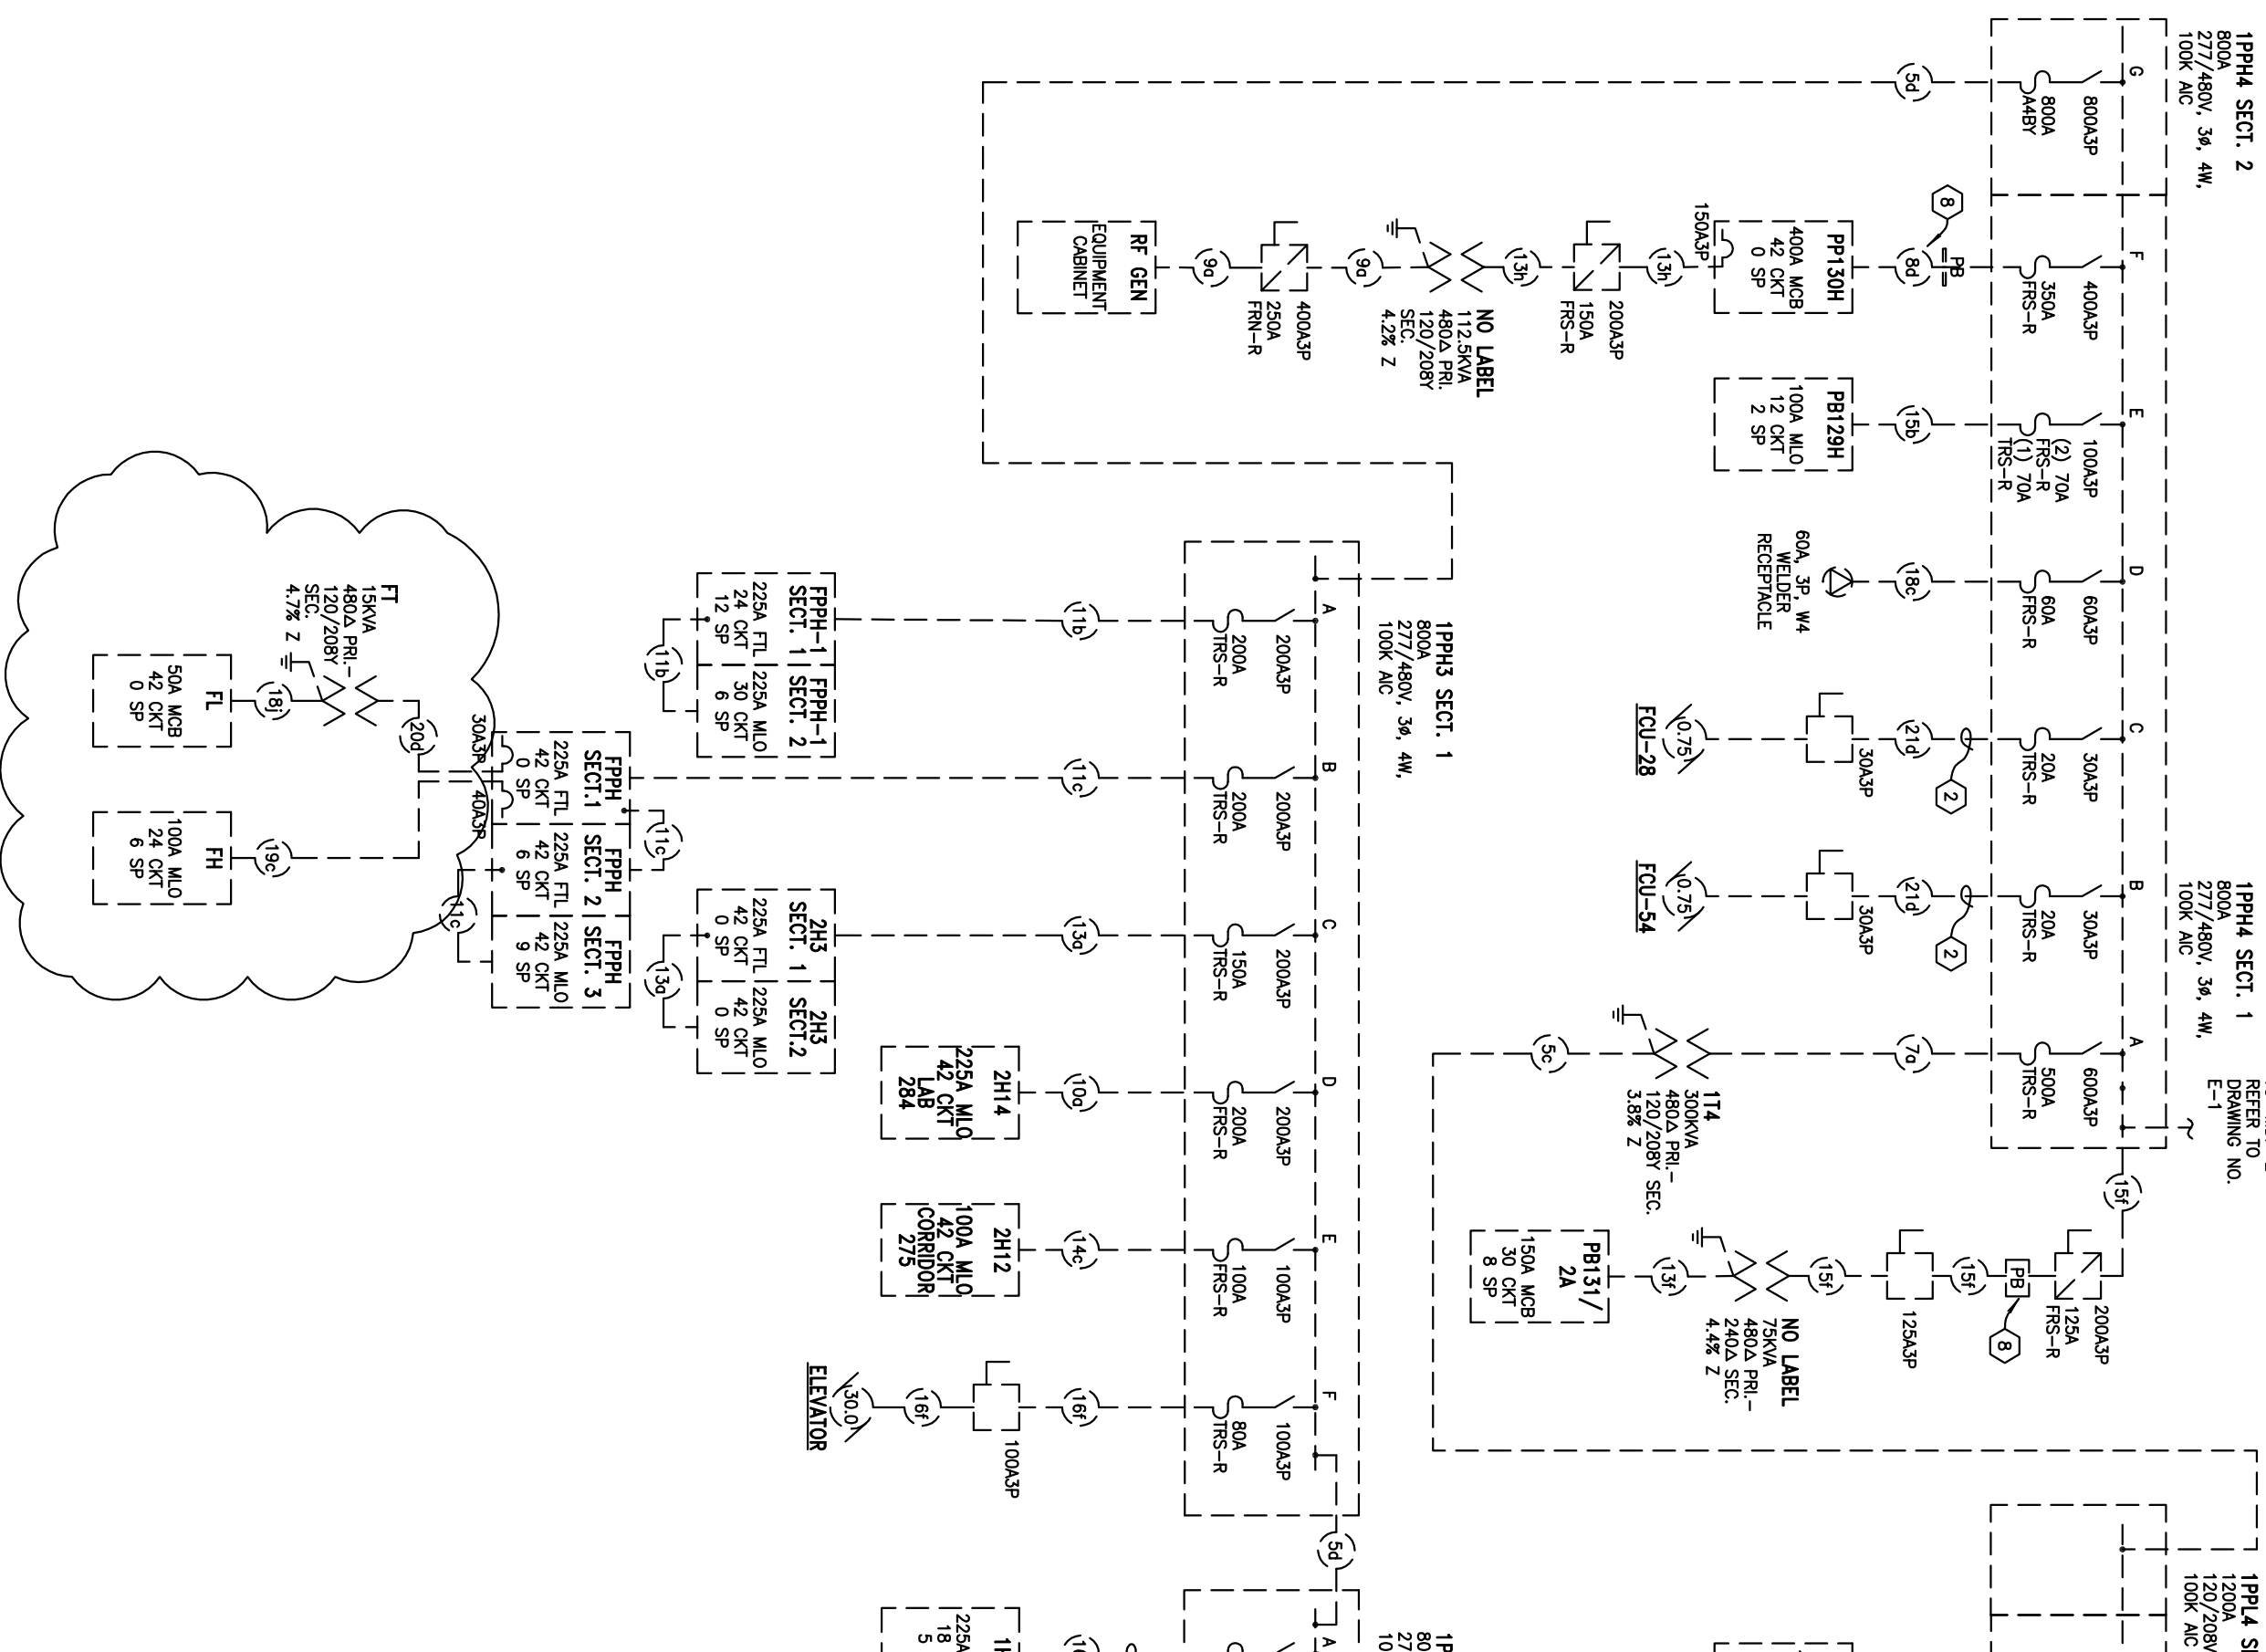 1PPH4 SECT. 2
800A
277/480V, 3ø, 4W,
100K AIC
G
800A3P
800A
A4BY
5d
F
400A3P
350A
FRS-R
PB
8
8d
PP130H
400A MCB
42 CKT
0 SP
150A3P
13h
200A3P
150A
FRS-R
13h
NO LABEL
112.5KVA
480△ PRI.
120/208Y
SEC.
4.2% Z
9a
400A3P
250A
FRN-R
9a
RF GEN
EQUIPMENT
CABINET
E
100A3P
(2) 70A
FRS-R
(1) 70A
TRS-R
15b
PB129H
100A MLO
12 CKT
2 SP
D
60A3P
60A
FRS-R
18c
60A, 3P, W4
WELDER
RECEPTACLE
C
30A3P
20A
TRS-R
2
21d
30A3P
0.75
FCU-28
1PPH4 SECT. 1
800A
277/480V, 3ø, 4W,
100K AIC
B
30A3P
20A
TRS-R
2
21d
30A3P
0.75
FCU-54
A
600A3P
500A
TRS-R
7a
1T4
300KVA
480△ PRI.-
120/208Y SEC.
3.8% Z
5c
REFER TO
DRAWING NO.
E-1
15f
200A3P
125A
FRS-R
PB
8
15f
125A3P
15f
NO LABEL
75KVA
480△ PRI.-
240△ SEC.
4.4% Z
13f
PB131/
2A
150A MCB
30 CKT
8 SP
1PPH3 SECT. 1
800A
277/480V, 3ø, 4W,
100K AIC
A
200A3P
200A
TRS-R
11b
FPPH-1
SECT. 1
225A FTL
24 CKT
12 SP
FPPH-1
SECT. 2
225A MLO
30 CKT
6 SP
11b
B
200A3P
200A
TRS-R
11c
FPPH
SECT.1
225A FTL
42 CKT
0 SP
30A3P
40A3P
11c
FPPH
SECT. 2
225A FTL
42 CKT
6 SP
11c
FPPH
SECT. 3
225A MLO
42 CKT
9 SP
20d
FT
15KVA
480△ PRI.-
120/208Y
SEC.
4.7% Z
18j
FL
50A MCB
42 CKT
0 SP
19c
FH
100A MLO
24 CKT
6 SP
C
200A3P
150A
TRS-R
13a
2H3
SECT. 1
225A FTL
42 CKT
0 SP
2H3
SECT.2
225A MLO
42 CKT
0 SP
13a
D
200A3P
200A
FRS-R
10a
2H14
225A MLO
42 CKT
LAB
284
E
100A3P
100A
FRS-R
14c
2H12
100A MLO
42 CKT
CORRIDOR
275
F
100A3P
80A
TRS-R
16f
100A3P
16f
30.0
ELEVATOR
5d
A
225A
18
5
1PPL4
1200A
120/208V
100K AIC